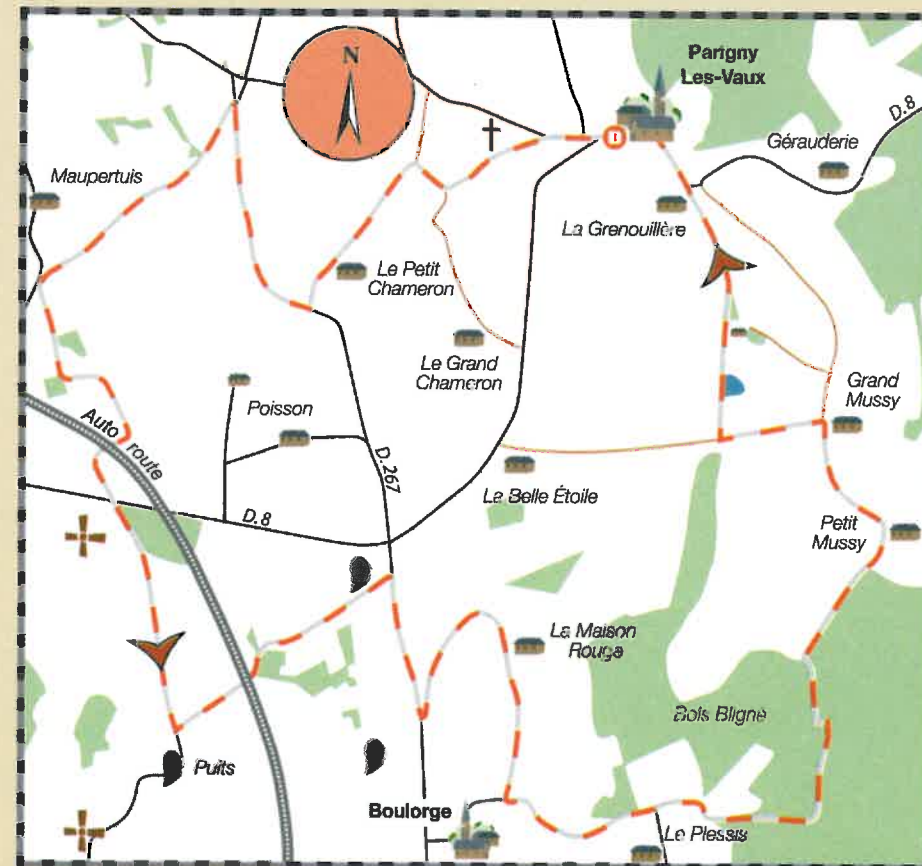 N
Parigny
Les-Vaux
D.8
Gérauderie
Maupertuis
I
La Grenouillère
Le Petit
Chameron
Le Grand
Chameron
Grand
Mussy
Poisson
Auto route
D.267
La Belle Étoile
D.8
Petit
Mussy
La Maison
Rouge
Bois Bligne
Puits
Boulorge
Le Plessis